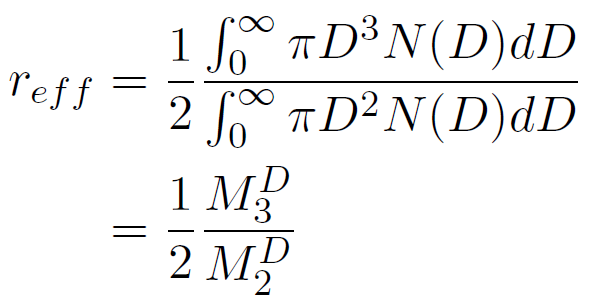 r_{eff} = \frac{1}{2} \frac{\int_0^\infty \pi D^3 N(D) dD}{\int_0^\infty \pi D^2 N(D) dD}
= \frac{1}{2} \frac{M_3^D}{M_2^D}